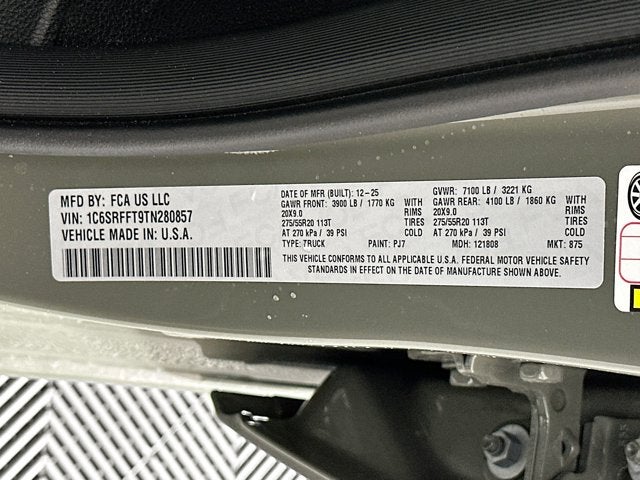 MFD BY: FCA US LLC
VIN: 1C6SRFFT9TN280857
VEHICLE MADE IN: U.S.A.
DATE OF MFR (BUILT): 12-25 GVWR: 7100 LB / 3221 KG
GAWR FRONT: 3900 LB / 1770 KG WITH GAWR REAR: 4100 LB / 1860 KG WITH
20X9.0 RIMS 20X9.0 RIMS
275/55R20 113T TIRES 275/55R20 113T TIRES
AT 270 kPa / 39 PSI COLD AT 270 kPa / 39 PSI COLD
TYPE: TRUCK PAINT: PJ7 MDH: 121808 MKT: 875
THIS VEHICLE CONFORMS TO ALL APPLICABLE U.S.A. FEDERAL MOTOR VEHICLE SAFETY
STANDARDS IN EFFECT ON THE DATE OF MANUFACTURE SHOWN ABOVE.